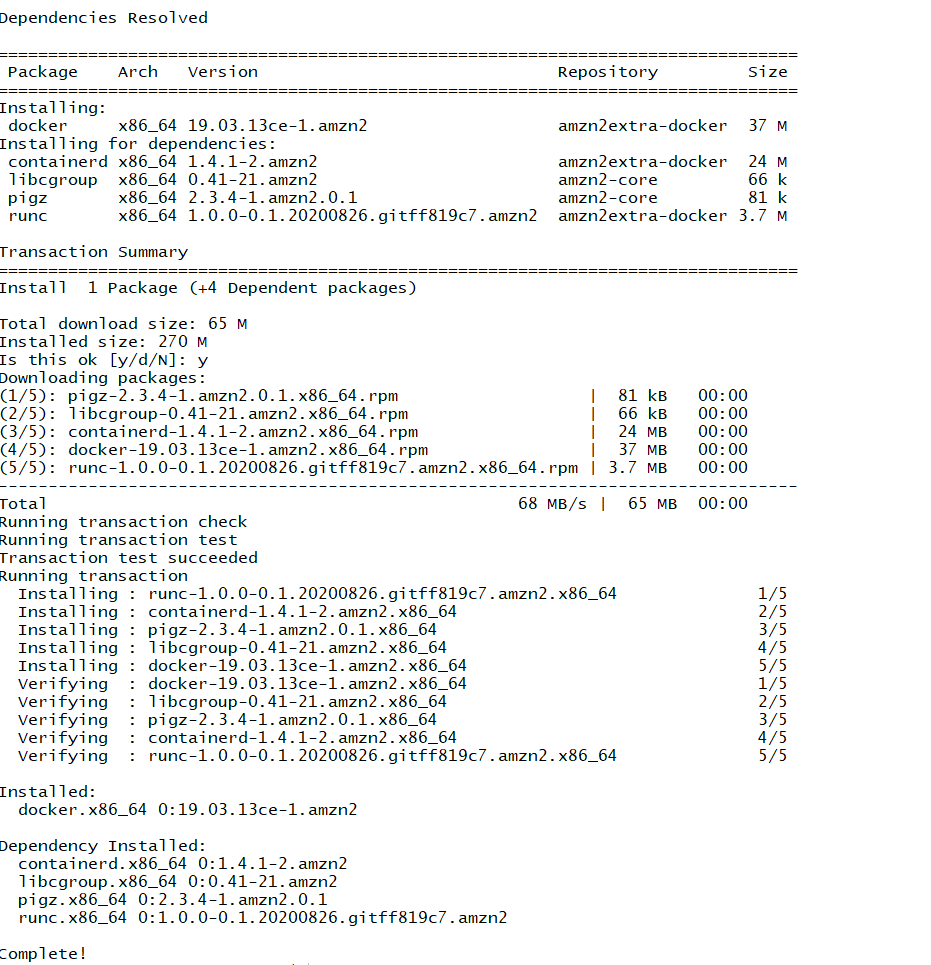 Dependencies Resolved
================================================================================
Package Arch Version Repository Size
================================================================================
Installing:
docker x86_64 19.03.13ce-1.amzn2 amzn2extra-docker 37 M
Installing for dependencies:
containerd x86_64 1.4.1-2.amzn2 amzn2extra-docker 24 M
libcgroup x86_64 0.41-21.amzn2 amzn2-core 66 k
pigz x86_64 2.3.4-1.amzn2.0.1 amzn2-core 81 k
runc x86_64 1.0.0-0.1.20200826.gitff819c7.amzn2 amzn2extra-docker 3.7 M
Transaction Summary
================================================================================
Install 1 Package (+4 Dependent packages)
Total download size: 65 M
Installed size: 270 M
Is this ok [y/d/N]: y
Downloading packages:
(1/5): pigz-2.3.4-1.amzn2.0.1.x86_64.rpm | 81 kB 00:00
(2/5): libcgroup-0.41-21.amzn2.x86_64.rpm | 66 kB 00:00
(3/5): containerd-1.4.1-2.amzn2.x86_64.rpm | 24 MB 00:00
(4/5): docker-19.03.13ce-1.amzn2.x86_64.rpm | 37 MB 00:00
(5/5): runc-1.0.0-0.1.20200826.gitff819c7.amzn2.x86_64.rpm | 3.7 MB 00:00
--------------------------------------------------------------------------------
Total 68 MB/s | 65 MB 00:00
Running transaction check
Running transaction test
Transaction test succeeded
Running transaction
Installing : runc-1.0.0-0.1.20200826.gitff819c7.amzn2.x86_64 1/5
Installing : containerd-1.4.1-2.amzn2.x86_64 2/5
Installing : pigz-2.3.4-1.amzn2.0.1.x86_64 3/5
Installing : libcgroup-0.41-21.amzn2.x86_64 4/5
Installing : docker-19.03.13ce-1.amzn2.x86_64 5/5
Verifying : docker-19.03.13ce-1.amzn2.x86_64 1/5
Verifying : libcgroup-0.41-21.amzn2.x86_64 2/5
Verifying : pigz-2.3.4-1.amzn2.0.1.x86_64 3/5
Verifying : containerd-1.4.1-2.amzn2.x86_64 4/5
Verifying : runc-1.0.0-0.1.20200826.gitff819c7.amzn2.x86_64 5/5
Installed:
docker.x86_64 0:19.03.13ce-1.amzn2
Dependency Installed:
containerd.x86_64 0:1.4.1-2.amzn2
libcgroup.x86_64 0:0.41-21.amzn2
pigz.x86_64 0:2.3.4-1.amzn2.0.1
runc.x86_64 0:1.0.0-0.1.20200826.gitff819c7.amzn2
Complete!